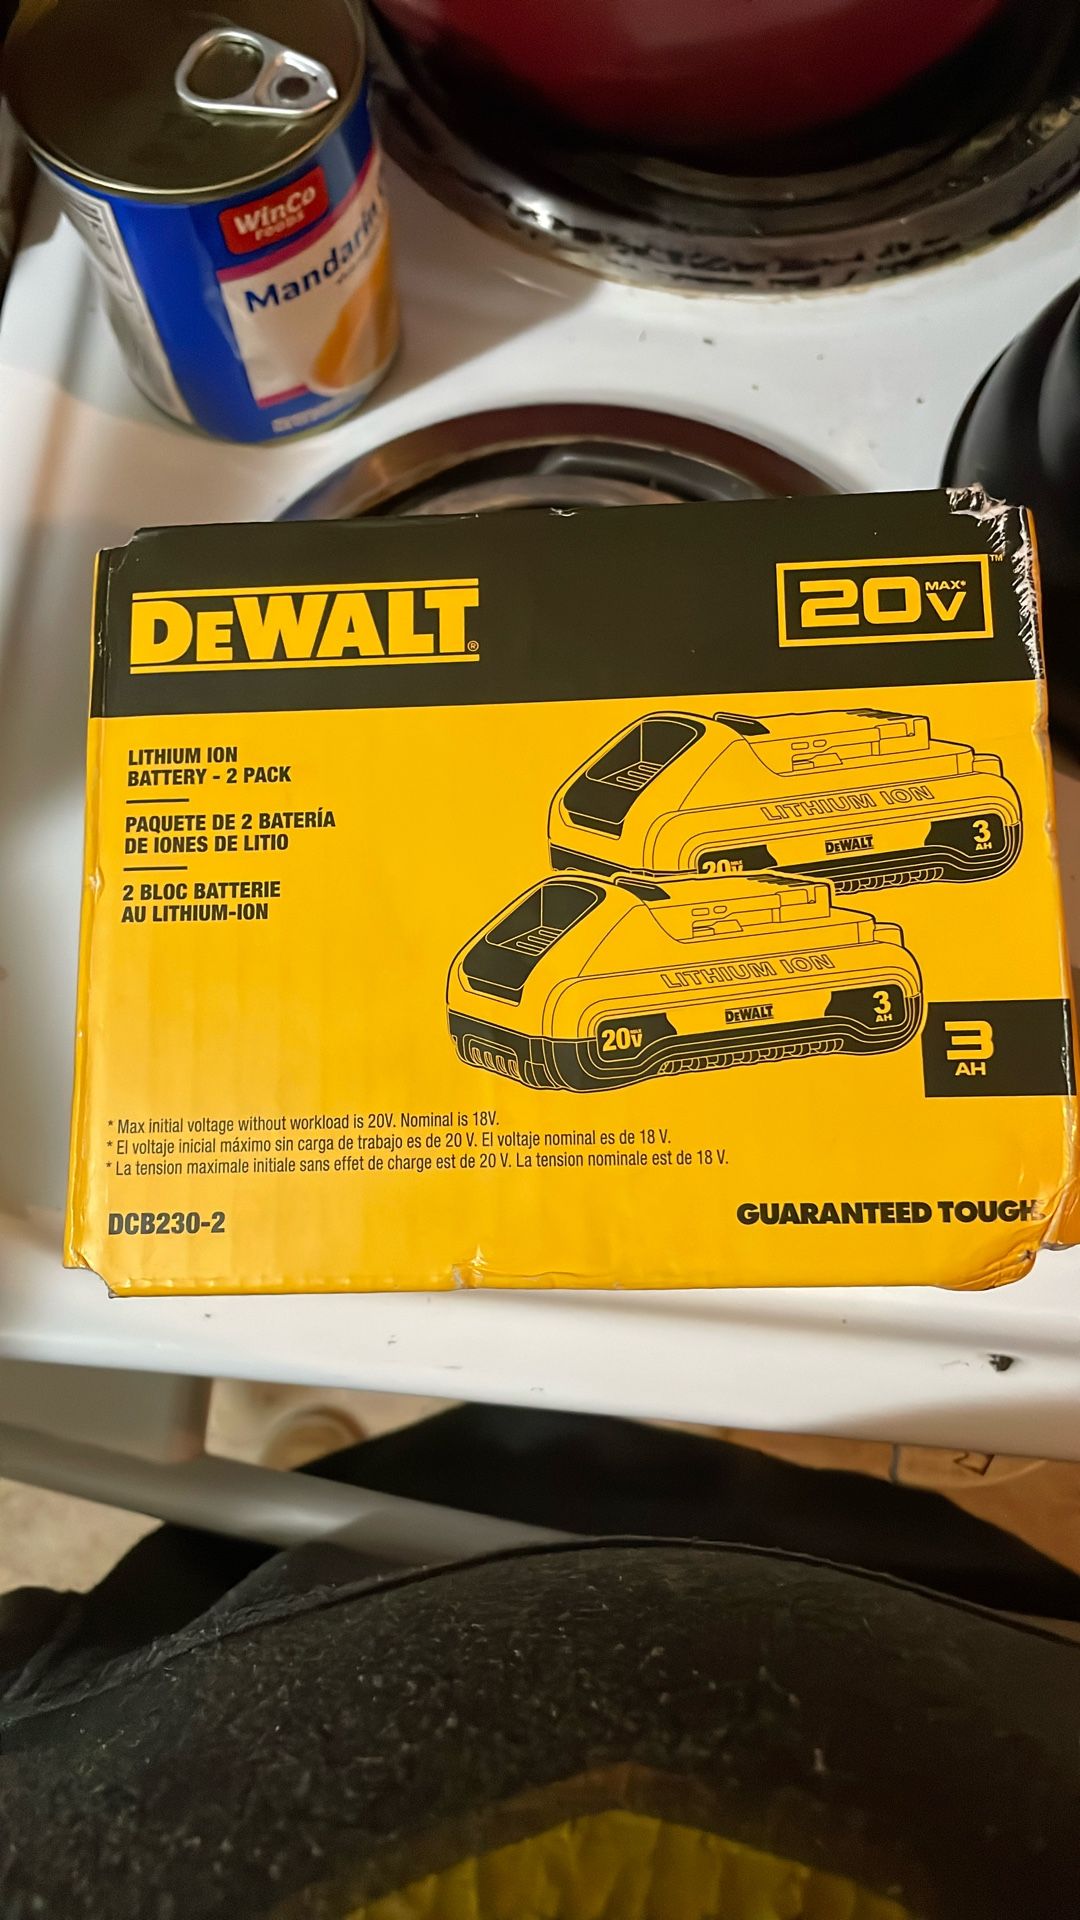 WinCo
FOODS
Mandarin
DEWALT®
20V MAX*™
LITHIUM ION
BATTERY - 2 PACK
PAQUETE DE 2 BATERÍA
DE IONES DE LITIO
2 BLOC BATTERIE
AU LITHIUM-ION
LITHIUM ION
20V MAX
DEWALT
3
AH
LITHIUM ION
20V MAX
DEWALT
3
AH
3
AH
* Max initial voltage without workload is 20V. Nominal is 18V.
* El voltaje inicial máximo sin carga de trabajo es de 20 V. El voltaje nominal es de 18 V.
* La tension maximale initiale sans effet de charge est de 20 V. La tension nominale est de 18 V.
DCB230-2
GUARANTEED TOUGH